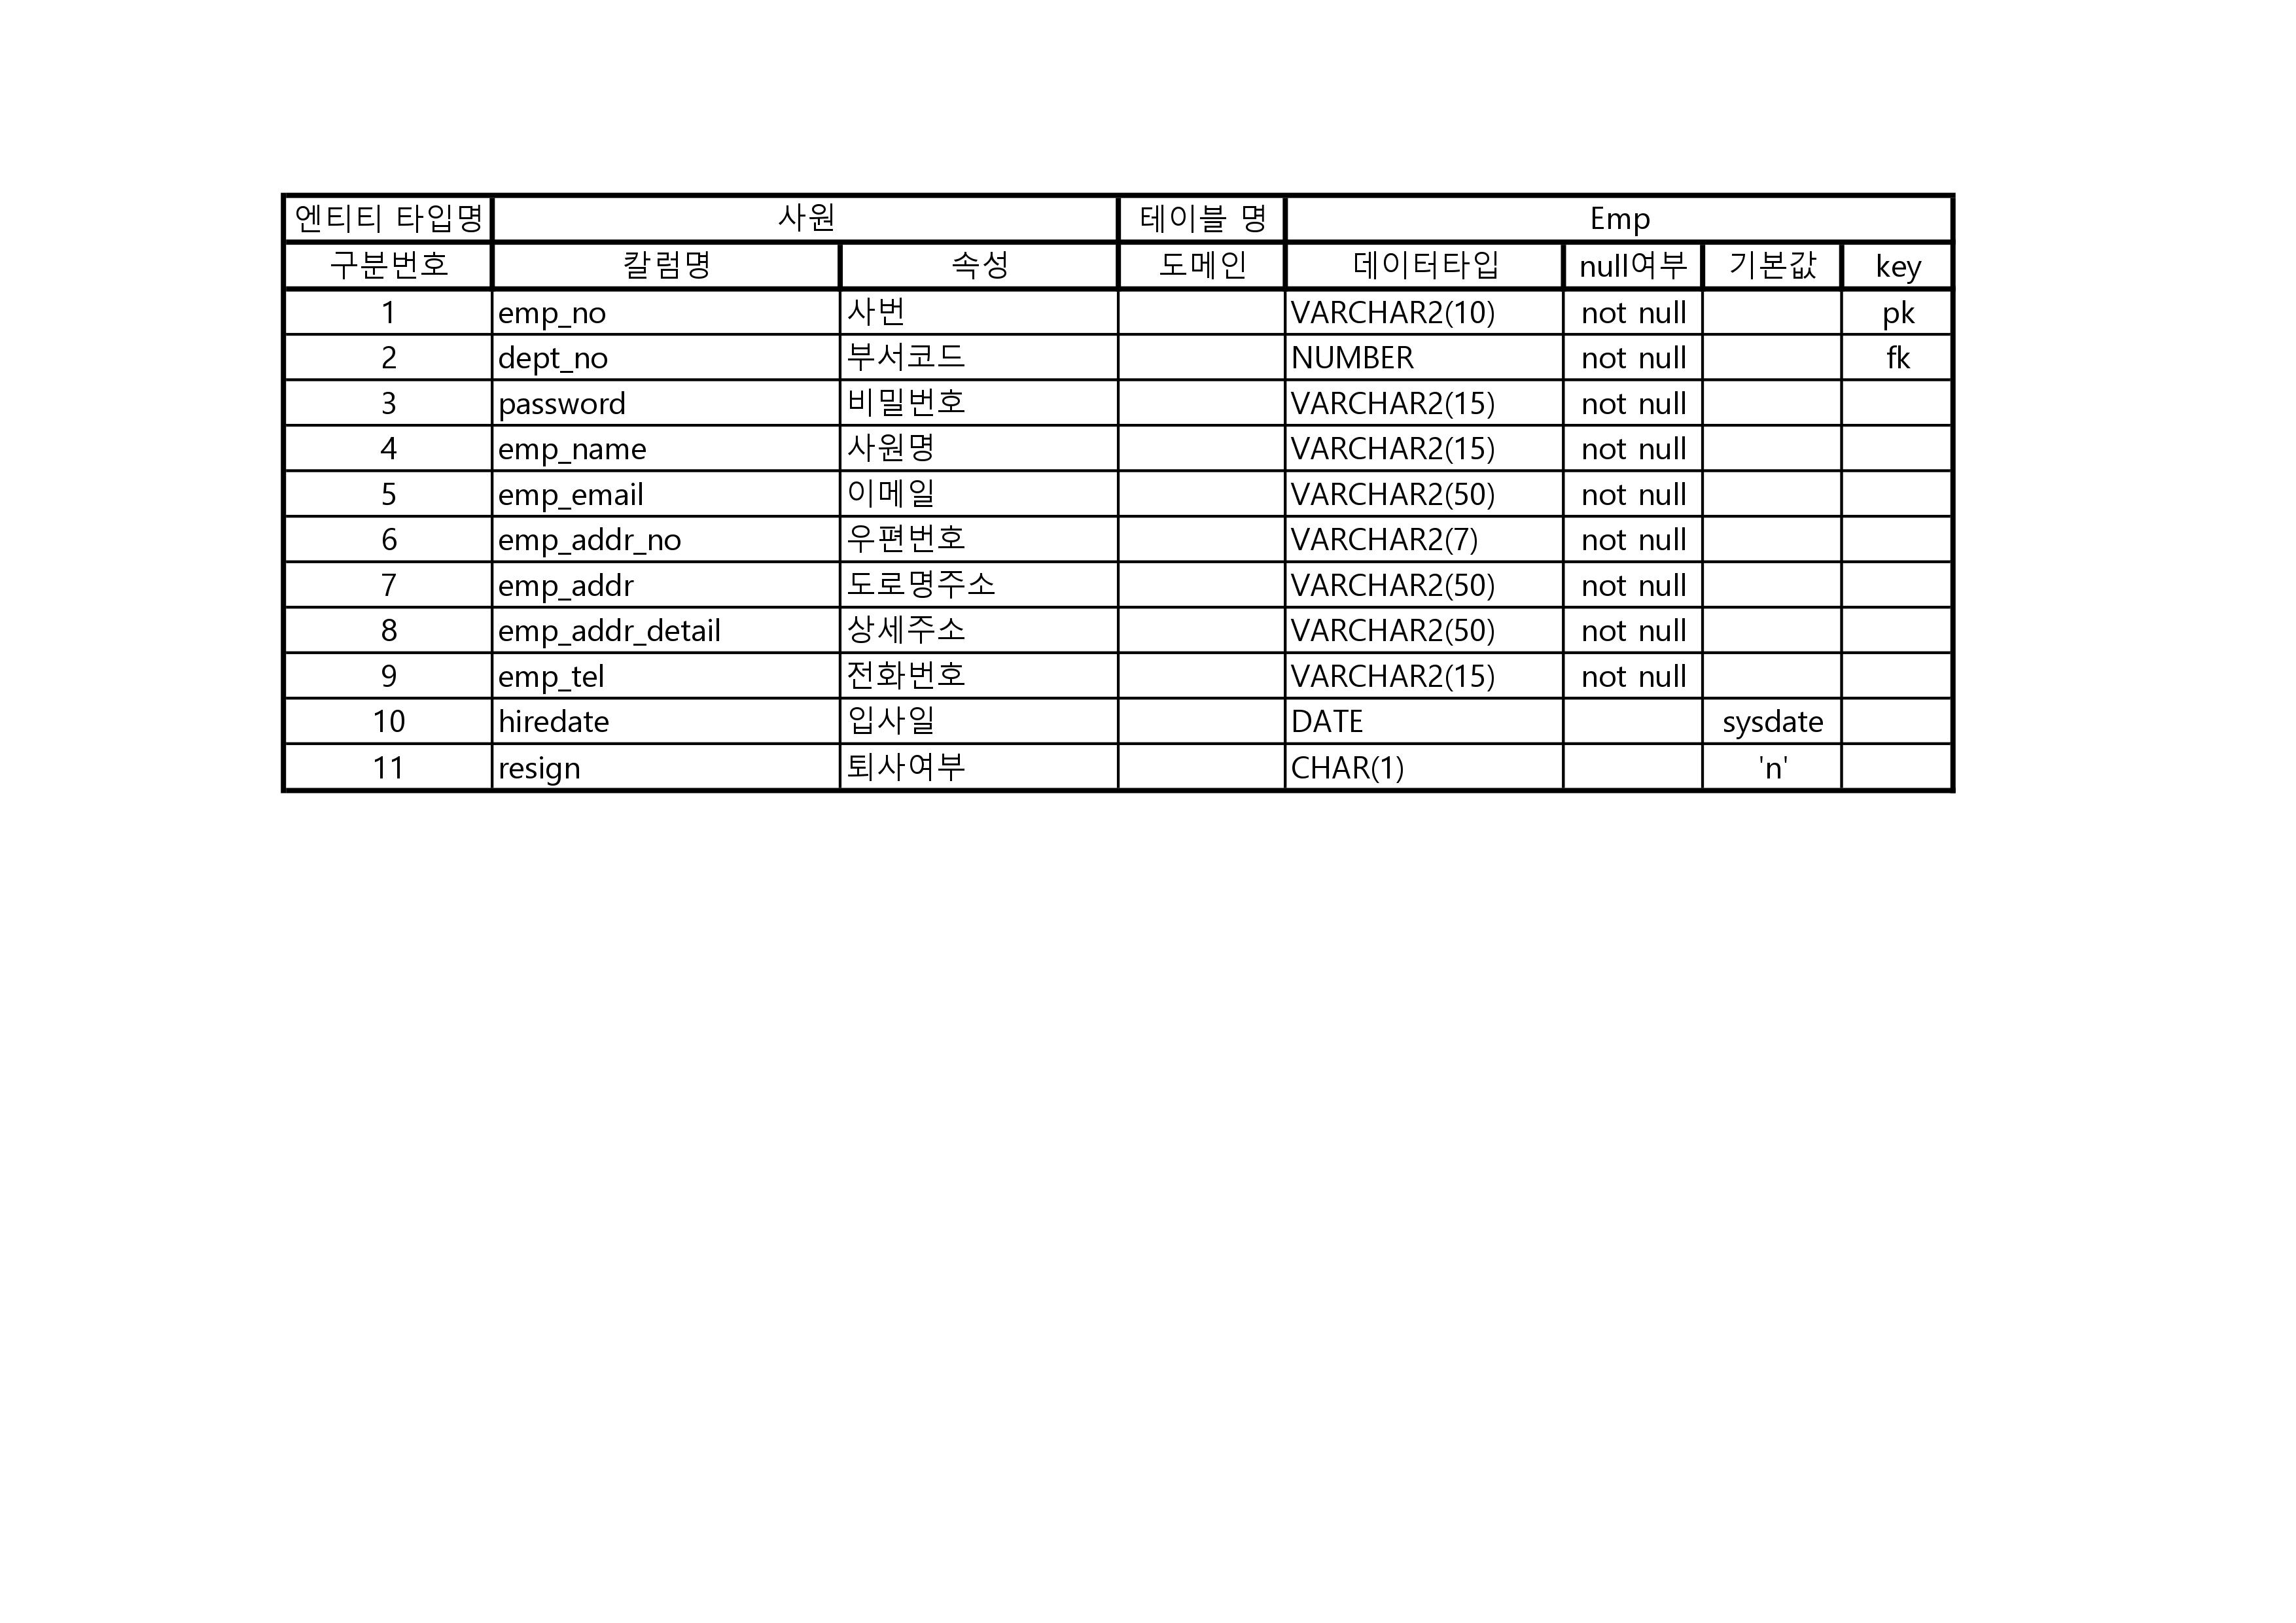 엔티티 타입명 사원 테이블 명 Emp
구분번호 칼럼명 속성 도메인 데이터타입 null여부 기본값 key
1 emp_no 사번 VARCHAR2(10) not null pk
2 dept_no 부서코드 NUMBER not null fk
3 password 비밀번호 VARCHAR2(15) not null
4 emp_name 사원명 VARCHAR2(15) not null
5 emp_email 이메일 VARCHAR2(50) not null
6 emp_addr_no 우편번호 VARCHAR2(7) not null
7 emp_addr 도로명주소 VARCHAR2(50) not null
8 emp_addr_detail 상세주소 VARCHAR2(50) not null
9 emp_tel 전화번호 VARCHAR2(15) not null
10 hiredate 입사일 DATE sysdate
11 resign 퇴사여부 CHAR(1) 'n'